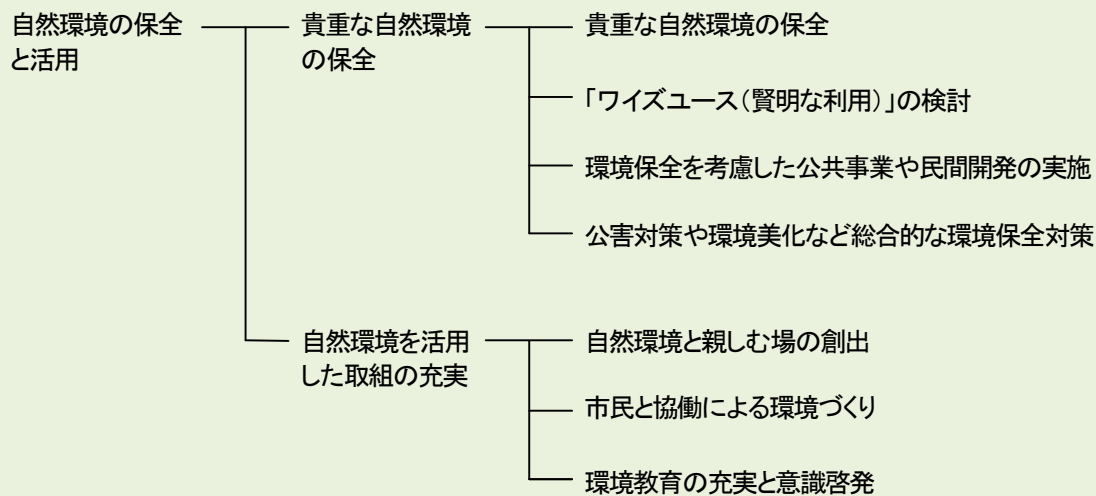 自然環境の保全
と活用
貴重な自然環境
の保全
貴重な自然環境の保全
「ワイズユース（賢明な利用）」の検討
環境保全を考慮した公共事業や民間開発の実施
公害対策や環境美化など総合的な環境保全対策
自然環境を活用
した取組の充実
自然環境と親しむ場の創出
市民と協働による環境づくり
環境教育の充実と意識啓発